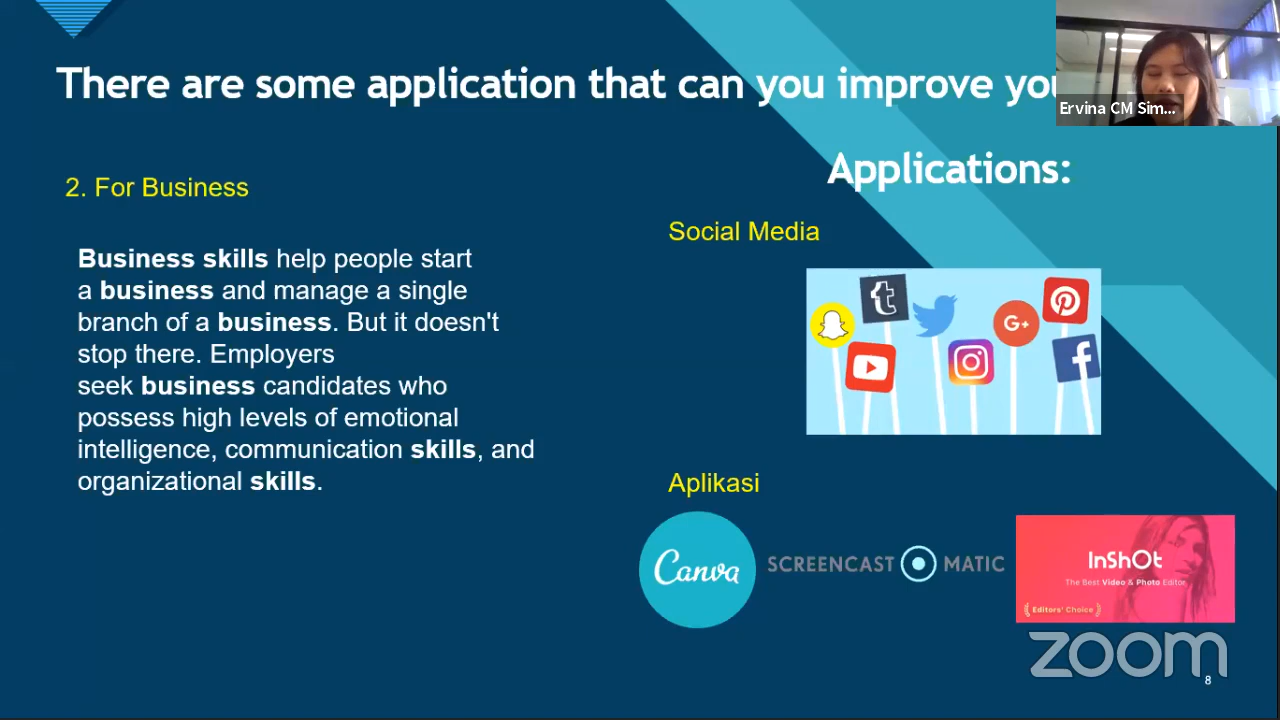 There are some application that can you improve you
Ervina CM Sim...
2. For Business
Applications:
Social Media
Business skills help people start
a business and manage a single
branch of a business. But it doesn't
stop there. Employers
seek business candidates who
possess high levels of emotional
intelligence, communication skills, and
organizational skills.
t
G+
f
Aplikasi
Canva
SCREENCAST MATIC
InShOt
The Best Video & Photo Editor
Editors' Choice
zoom
8